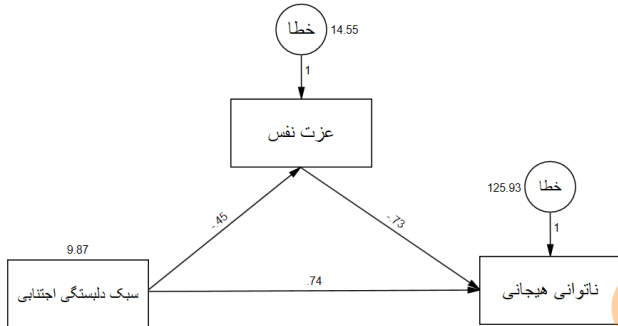 خطا
14.55
1
عزت نفس
-.45
-.73
خطا
125.93
1
9.87
سبک دلبستگی اجتنابی
.74
ناتوانی هیجانی